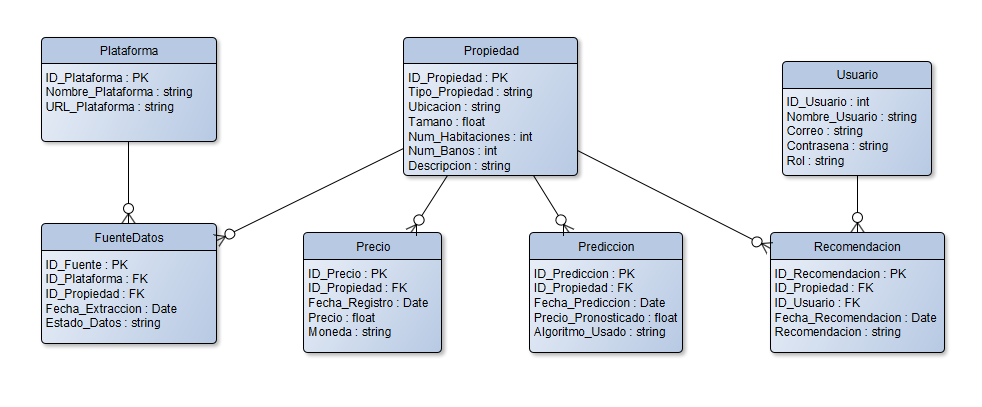 Plataforma
ID_Plataforma : PK
Nombre_Plataforma : string
URL_Plataforma : string
Propiedad
ID_Propiedad : PK
Tipo_Propiedad : string
Ubicacion : string
Tamano : float
Num_Habitaciones : int
Num_Banos : int
Descripcion : string
Usuario
ID_Usuario : int
Nombre_Usuario : string
Correo : string
Contrasena : string
Rol : string
FuenteDatos
ID_Fuente : PK
ID_Plataforma : FK
ID_Propiedad : FK
Fecha_Extraccion : Date
Estado_Datos : string
Precio
ID_Precio : PK
ID_Propiedad : FK
Fecha_Registro : Date
Precio : float
Moneda : string
Prediccion
ID_Prediccion : PK
ID_Propiedad : FK
Fecha_Prediccion : Date
Precio_Pronosticado : float
Algoritmo_Usado : string
Recomendacion
ID_Recomendacion : PK
ID_Propiedad : FK
ID_Usuario : FK
Fecha_Recomendacion : Date
Recomendacion : string